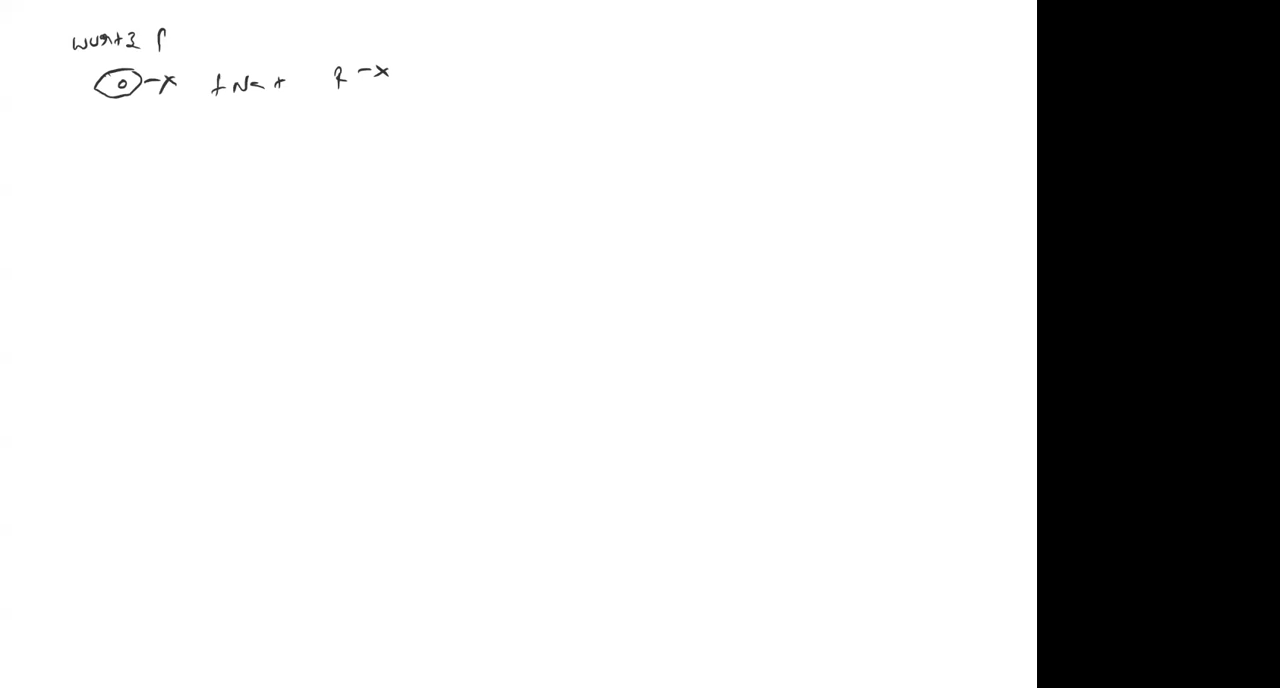 wurtz f
-x + Na + R-x